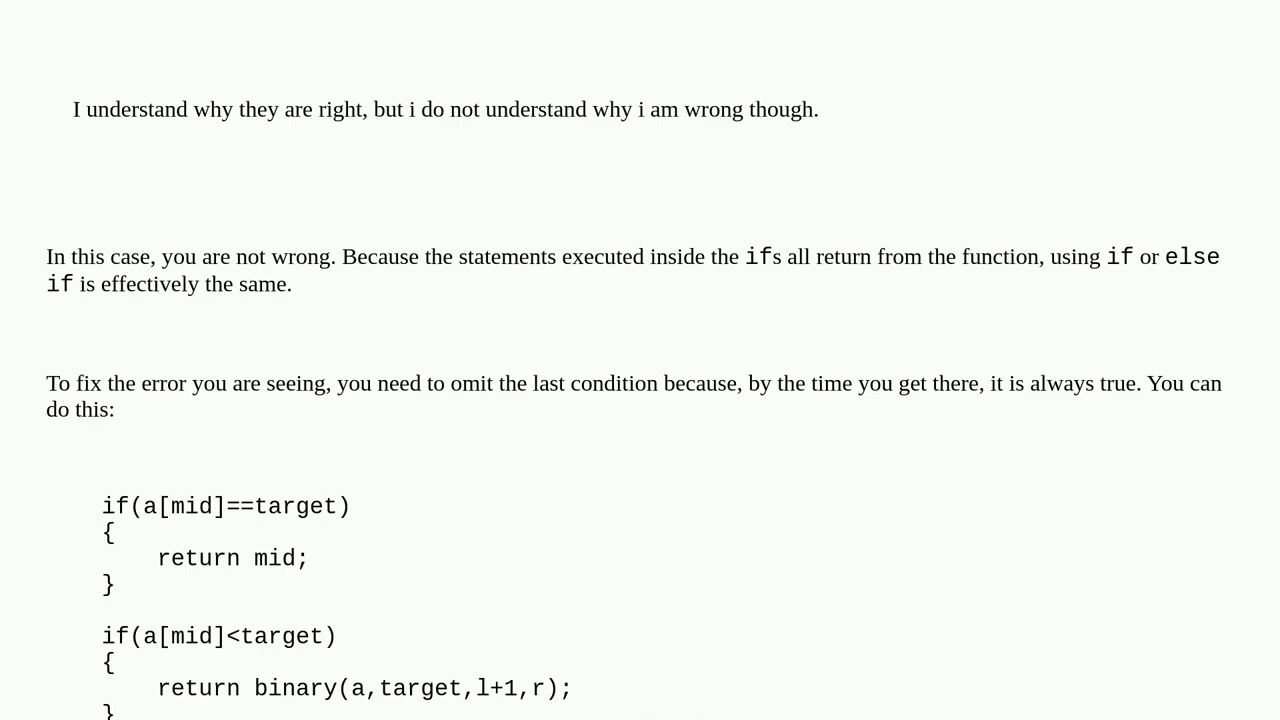 I understand why they are right, but i do not understand why i am wrong though.
In this case, you are not wrong. Because the statements executed inside the ifs all return from the function, using if or else
if is effectively the same.
To fix the error you are seeing, you need to omit the last condition because, by the time you get there, it is always true. You can
do this:
if(a[mid]==target)
{
    return mid;
}
if(a[mid]<target)
{
    return binary(a,target,l+1,r);
}